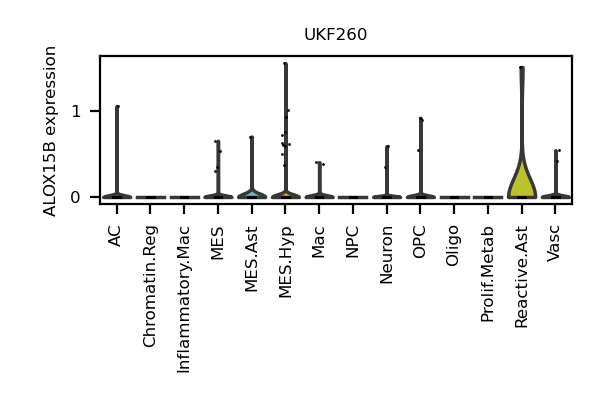 UKF260
ALOX15B expression
1
0
AC
Chromatin.Reg
Inflammatory.Mac
MES
MES.Ast
MES.Hyp
Mac
NPC
Neuron
OPC
Oligo
Prolif.Metab
Reactive.Ast
Vasc